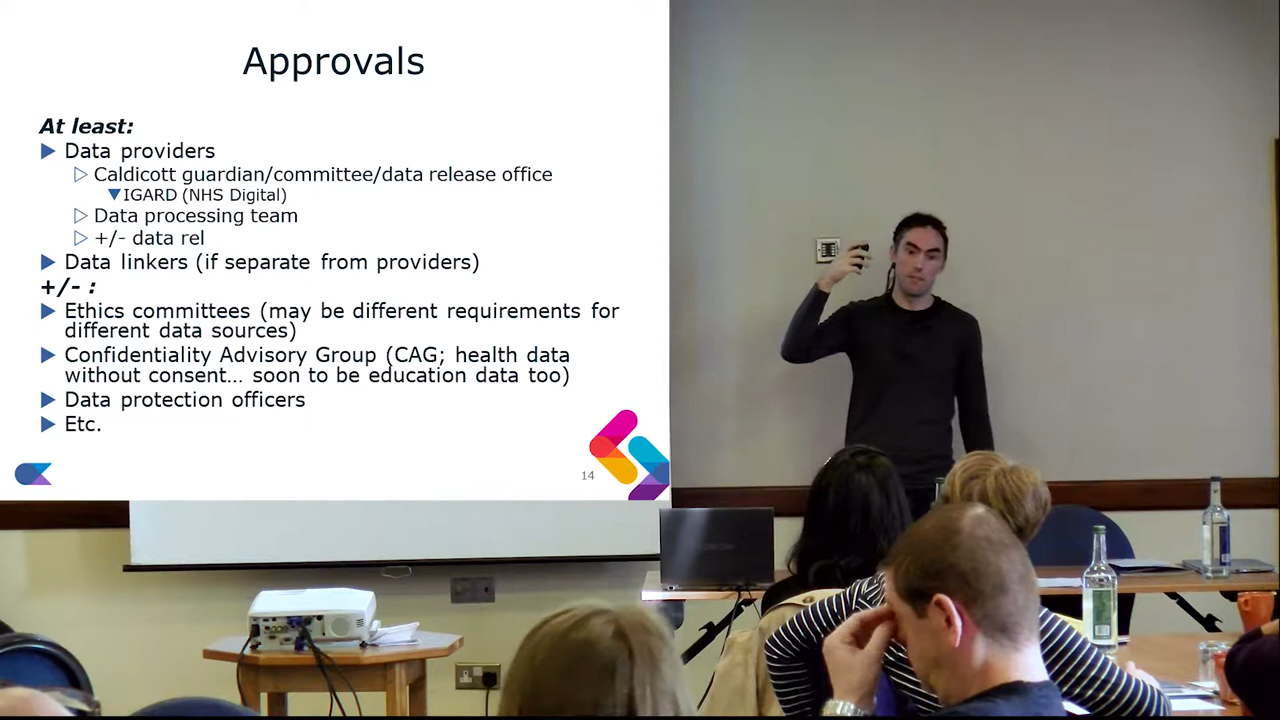 Approvals
At least:
Data providers
Caldicott guardian/committee/data release office
IGARD (NHS Digital)
Data processing team
+/- data rel
Data linkers (if separate from providers)
+/- :
Ethics committees (may be different requirements for
different data sources)
Confidentiality Advisory Group (CAG; health data
without consent… soon to be education data too)
Data protection officers
Etc.
14